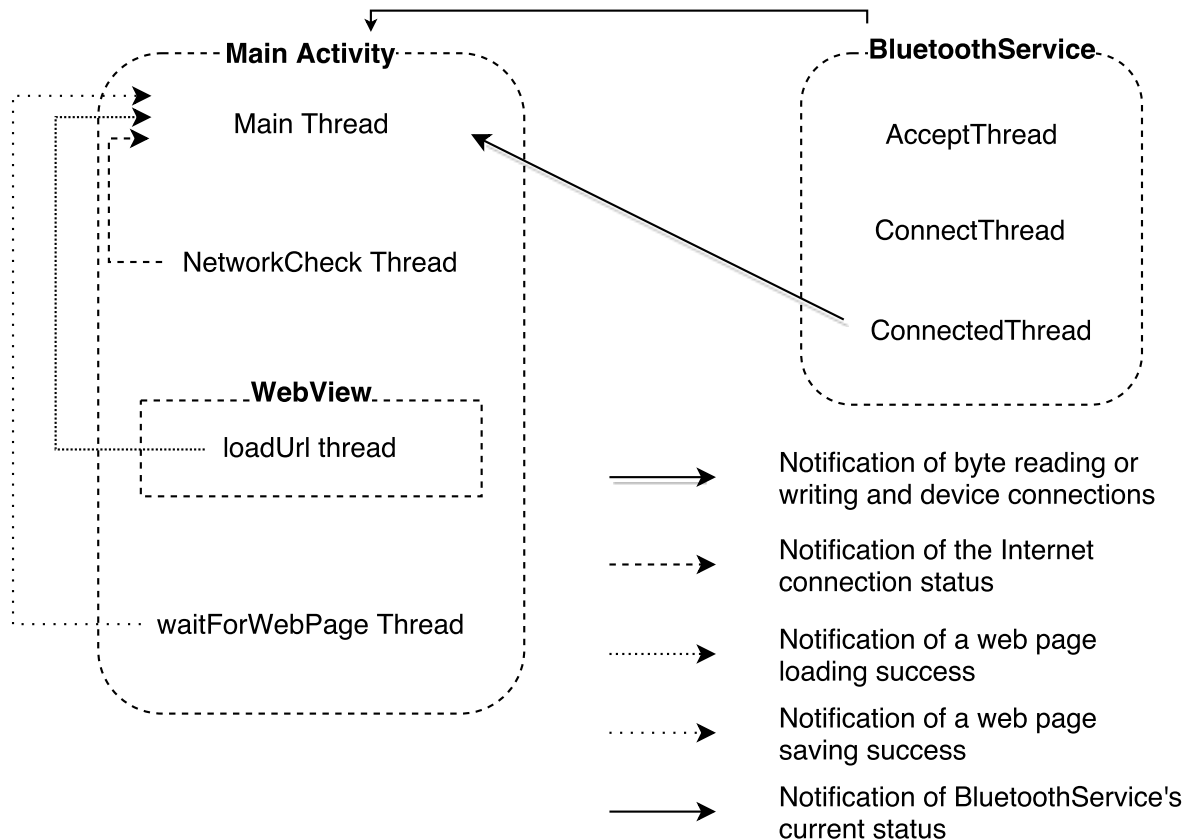 Main Activity
Main Thread
NetworkCheck Thread
WebView
loadUrl thread
waitForWebPage Thread
BluetoothService
AcceptThread
ConnectThread
ConnectedThread
Notification of byte reading or
writing and device connections
Notification of the Internet
connection status
Notification of a web page
loading success
Notification of a web page
saving success
Notification of BluetoothService's
current status